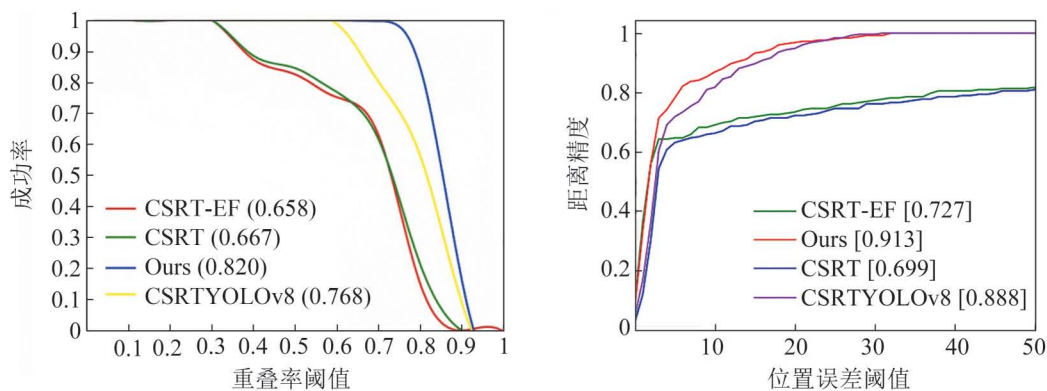 1
0.9
0.8
0.7
0.6
0.5
0.4
0.3
0.2
0.1
0
成功率
CSRT-EF (0.658)
CSRT (0.667)
Ours (0.820)
CSRTYOLOv8 (0.768)
0.1 0.2 0.3 0.4 0.5 0.6 0.7 0.8 0.9 1
重叠率阈值
1
0.8
0.6
0.4
0.2
0
距离精度
CSRT-EF [0.727]
Ours [0.913]
CSRT [0.699]
CSRTYOLOv8 [0.888]
10 20 30 40 50
位置误差阈值